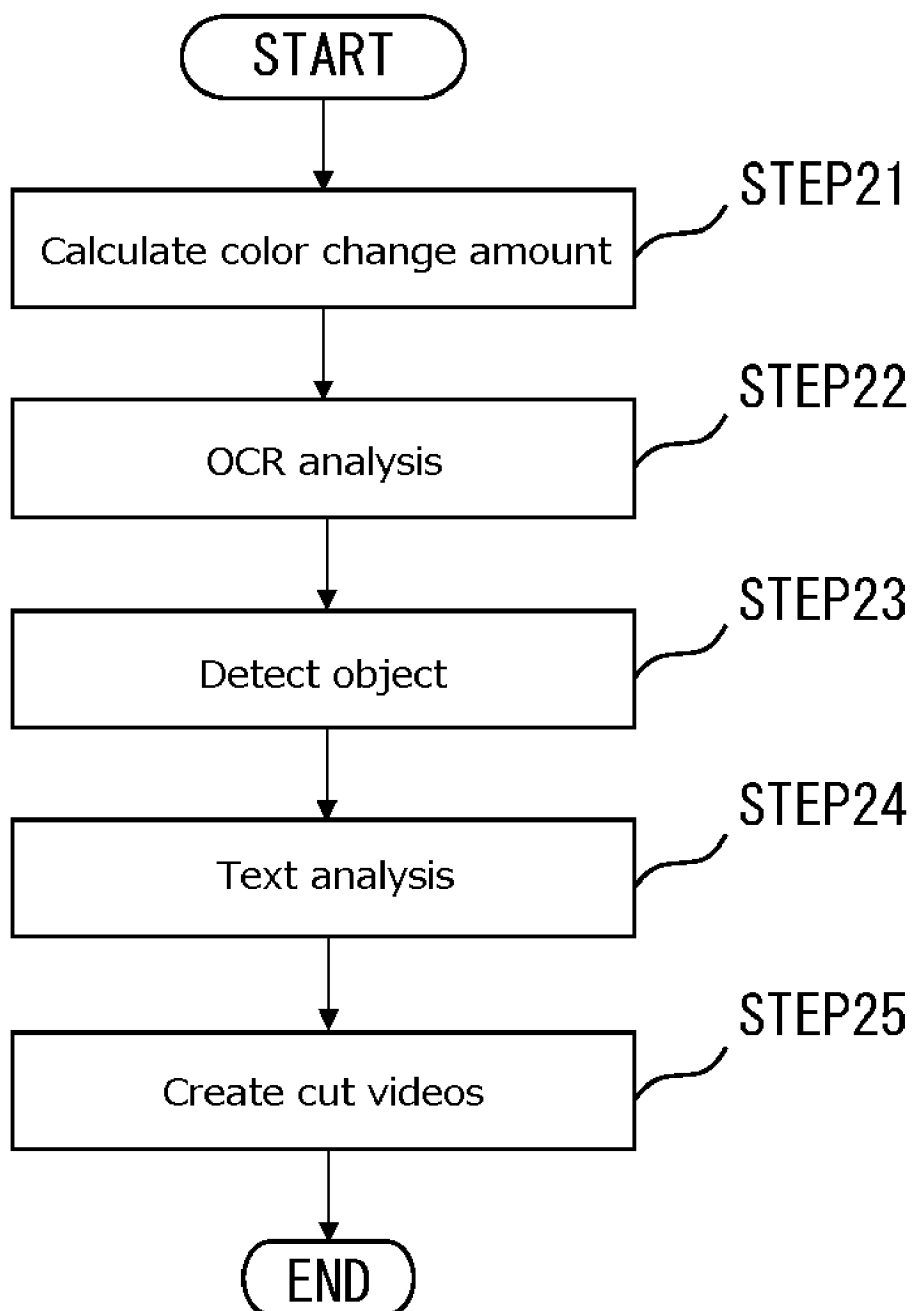 START
STEP21
Calculate color change amount
STEP22
OCR analysis
STEP23
Detect object
STEP24
Text analysis
STEP25
Create cut videos
END